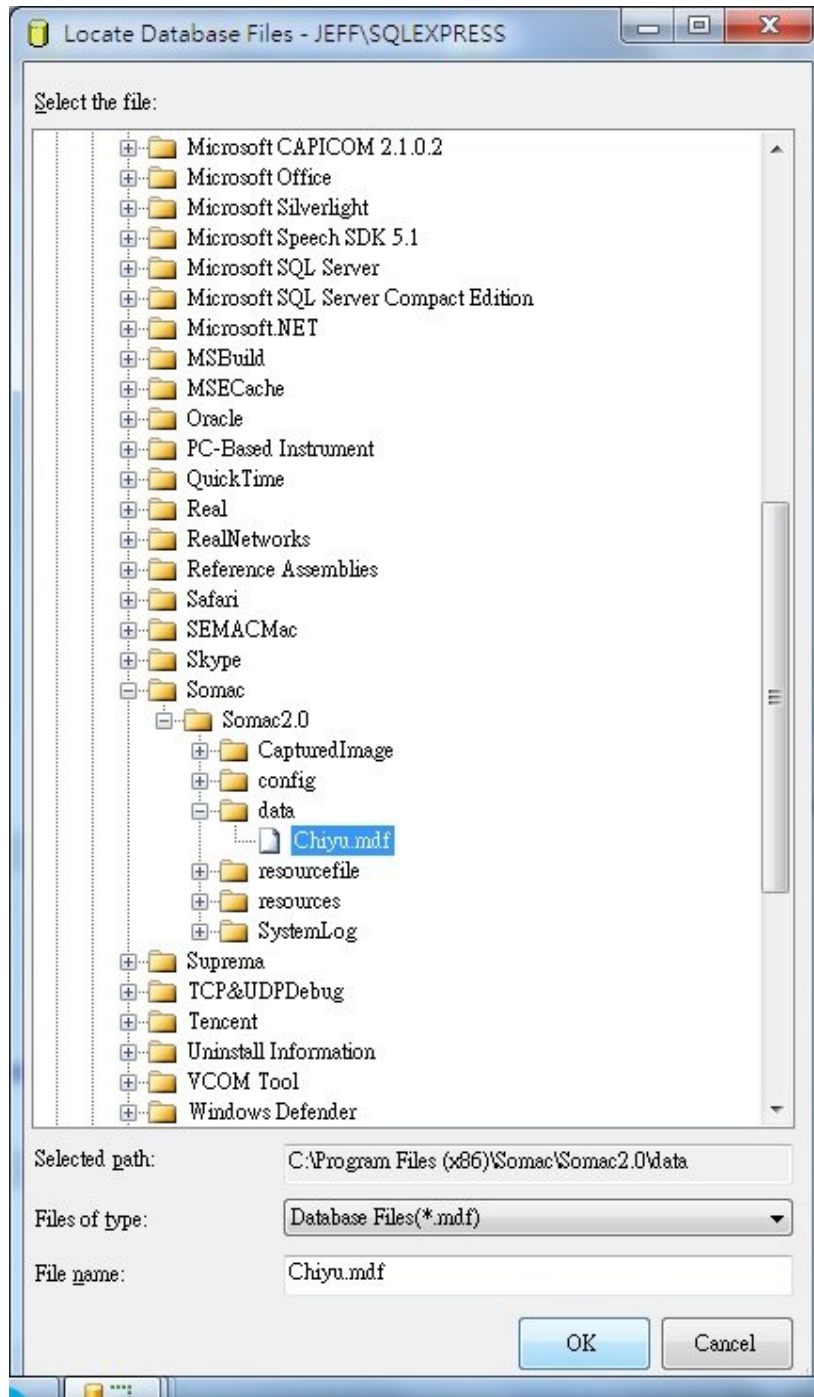 Locate Database Files - JEFF\SQLEXPRESS
Select the file:
Microsoft CAPICOM 2.1.0.2
Microsoft Office
Microsoft Silverlight
Microsoft Speech SDK 5.1
Microsoft SQL Server
Microsoft SQL Server Compact Edition
Microsoft.NET
MSBuild
MSECache
Oracle
PC-Based Instrument
QuickTime
Real
RealNetworks
Reference Assemblies
Safari
SEMACMac
Skype
Somac
Somac2.0
CapturedImage
config
data
Chiyu.mdf
resourcefile
resources
SystemLog
Suprema
TCP&UDPDebug
Tencent
Uninstall Information
VCOM Tool
Windows Defender
Selected path: C:\Program Files (x86)\Somac\Somac2.0\data
Files of type: Database Files(*.mdf)
File name: Chiyu.mdf
OK Cancel